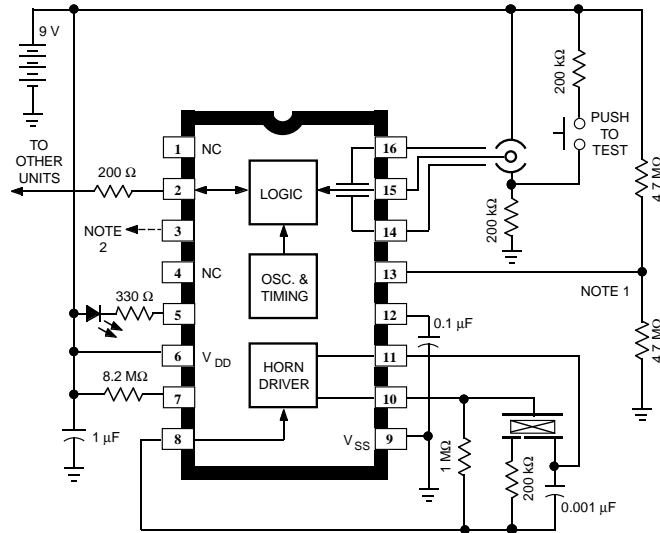 9 V
200 kΩ
PUSH
TO
TEST
TO
OTHER
UNITS
200 Ω
1
NC
2
NOTE
2
3
4
NC
330 Ω
5
6
V DD
8.2 MΩ
7
1 µF
8
LOGIC
OSC. &
TIMING
HORN
DRIVER
16
15
14
13
12
11
10
V SS
9
200 kΩ
4.7 MΩ
NOTE 1
4.7 MΩ
0.1 µF
1 MΩ
200 kΩ
0.001 µF